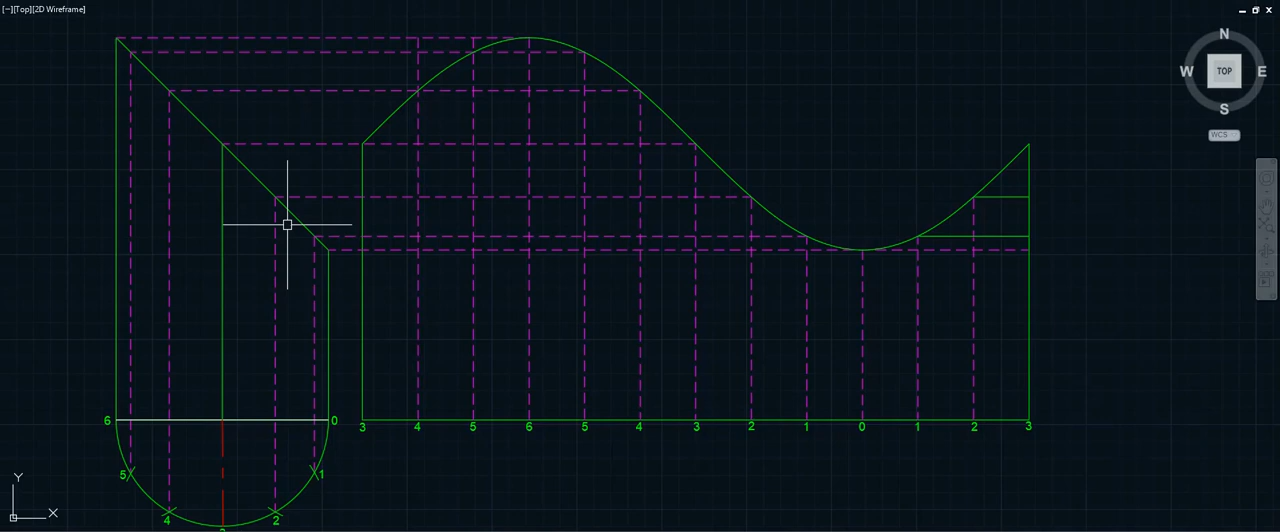 [−][Top][2D Wireframe]
N
W TOP E
S
WCS
6 0 3 4 5 6 5 4 3 2 1 0 1 2 3
5 1
4 2
Y
X